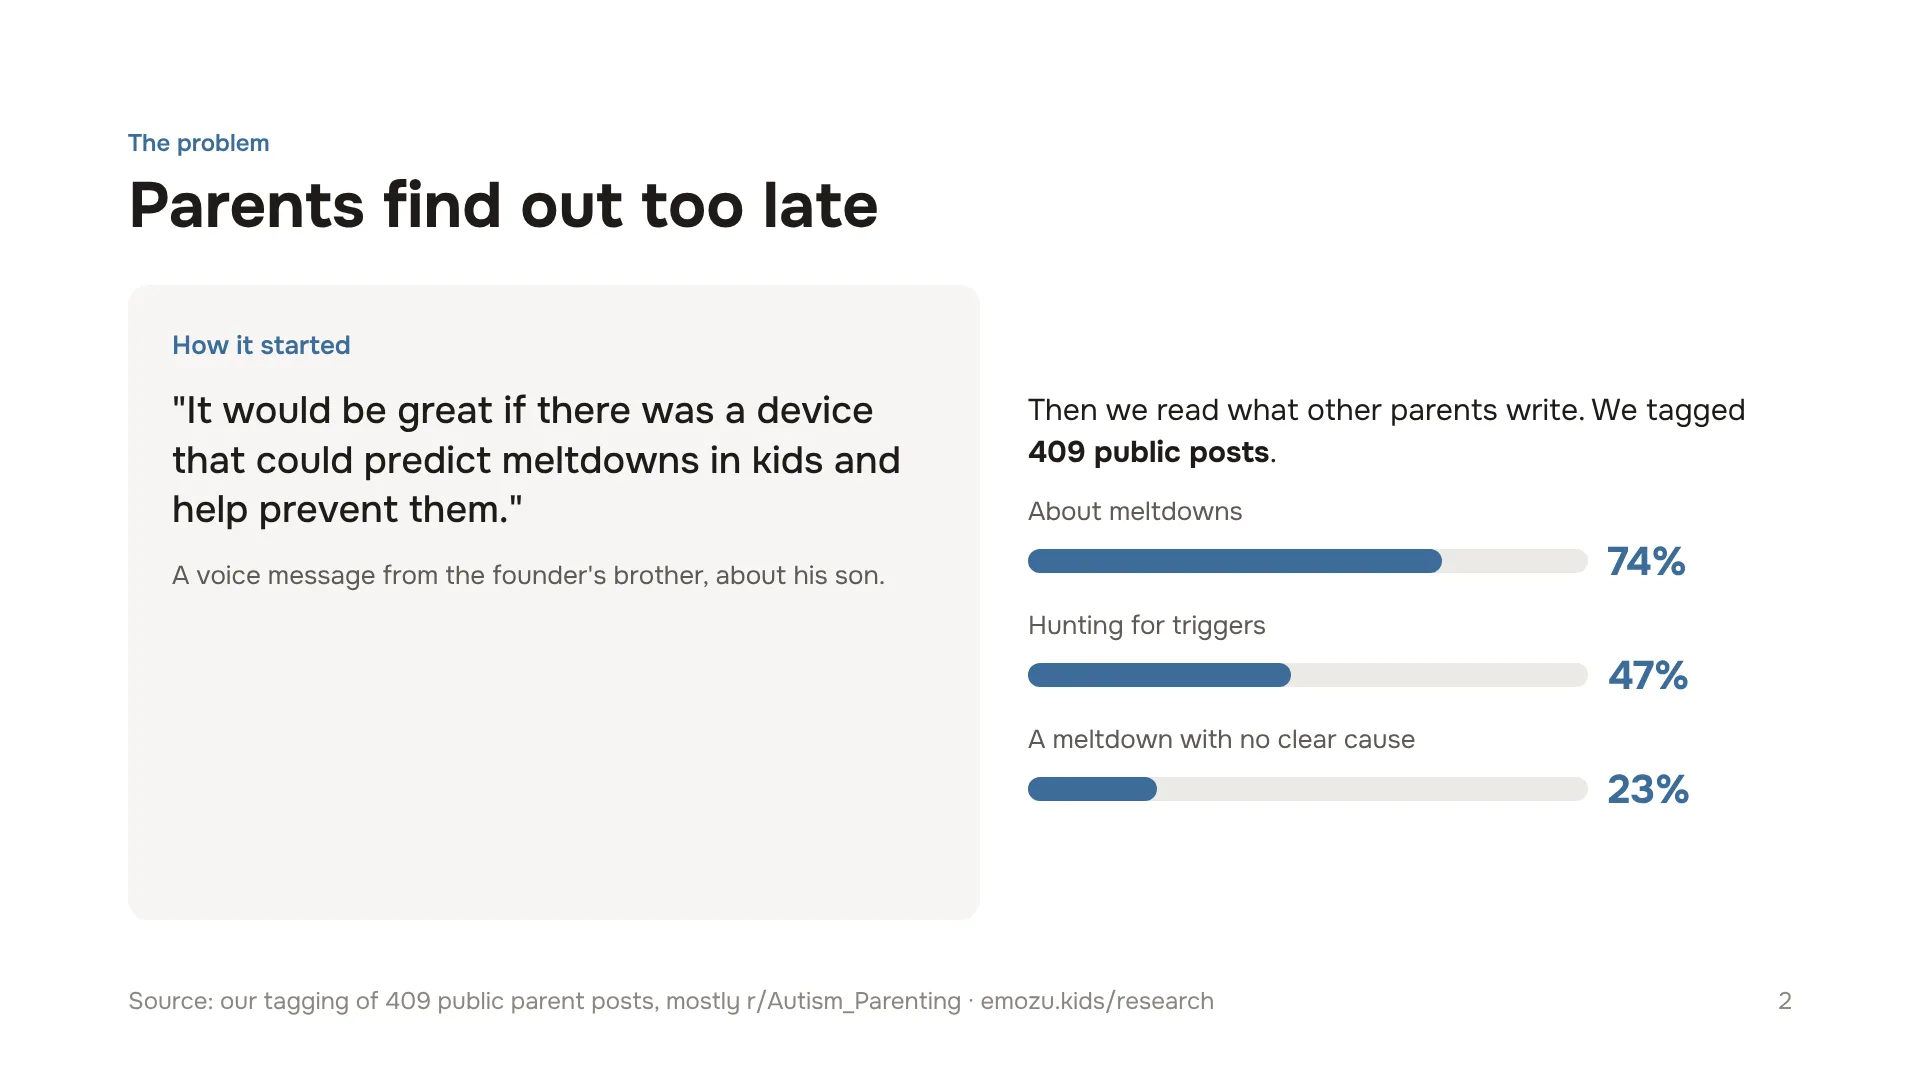 The problem
Parents find out too late
How it started
"It would be great if there was a device
that could predict meltdowns in kids and
help prevent them."
A voice message from the founder's brother, about his son.
Then we read what other parents write. We tagged
409 public posts.
About meltdowns
74%
Hunting for triggers
47%
A meltdown with no clear cause
23%
Source: our tagging of 409 public parent posts, mostly r/Autism_Parenting · emozu.kids/research
2